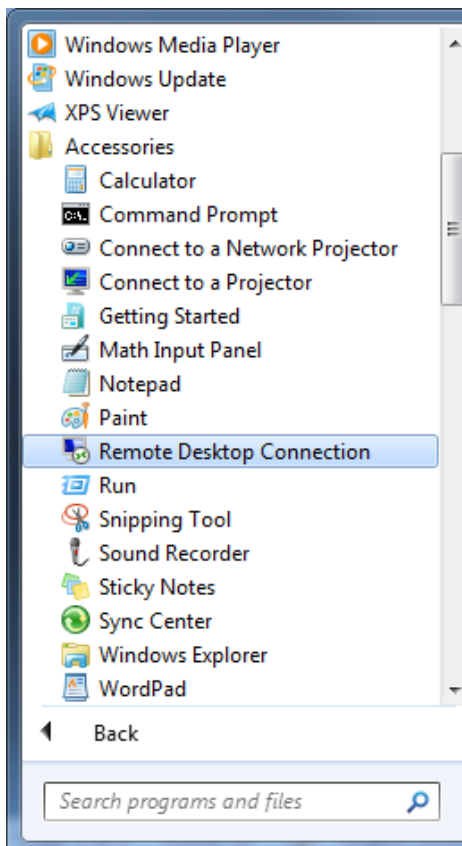 Windows Media Player
Windows Update
XPS Viewer
Accessories
Calculator
Command Prompt
Connect to a Network Projector
Connect to a Projector
Getting Started
Math Input Panel
Notepad
Paint
Remote Desktop Connection
Run
Snipping Tool
Sound Recorder
Sticky Notes
Sync Center
Windows Explorer
WordPad
Back
Search programs and files